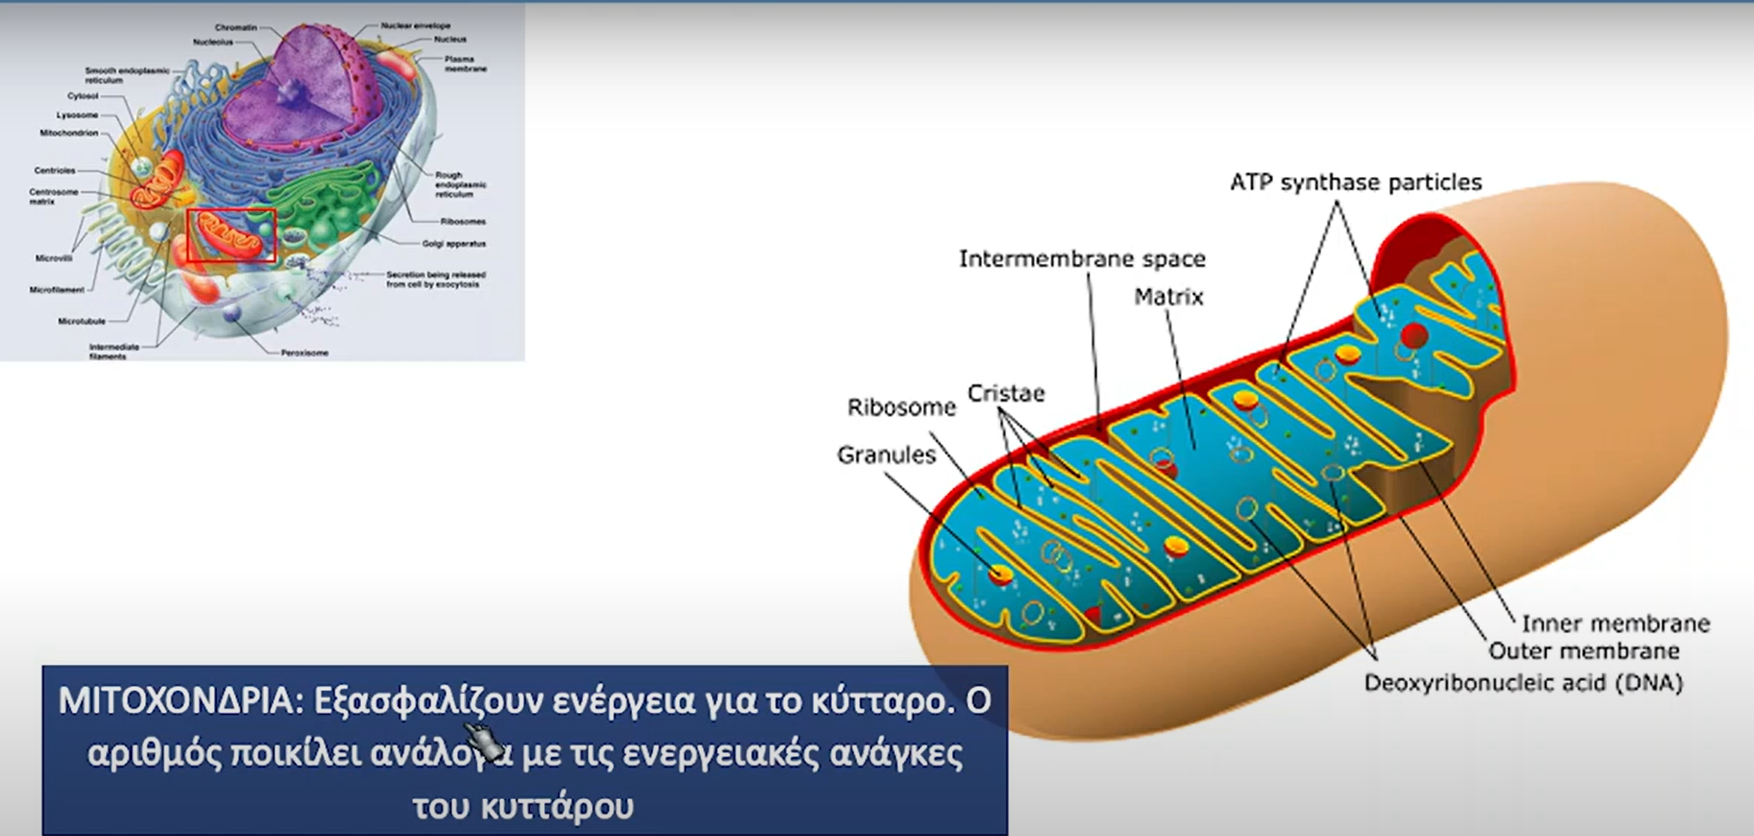 Chromatin
Nucleolus
Nuclear envelope
Nucleus
Plasma
membrane
Smooth endoplasmic
reticulum
Cytosol
Lysosome
Mitochondrion
Centrioles
Centrosome
matrix
Microvilli
Microfilament
Microtubule
Intermediate
filaments
Peroxisome
Rough
endoplasmic
reticulum
Ribosomes
Golgi apparatus
Secretion being released
from cell by exocytosis
ATP synthase particles
Intermembrane space
Matrix
Cristae
Ribosome
Granules
Inner membrane
Outer membrane
Deoxyribonucleic acid (DNA)
ΜΙΤΟΧΟΝΔΡΙΑ: Εξασφαλίζουν ενέργεια για το κύτταρο. Ο
αριθμός ποικίλει ανάλογα με τις ενεργειακές ανάγκες
του κυττάρου